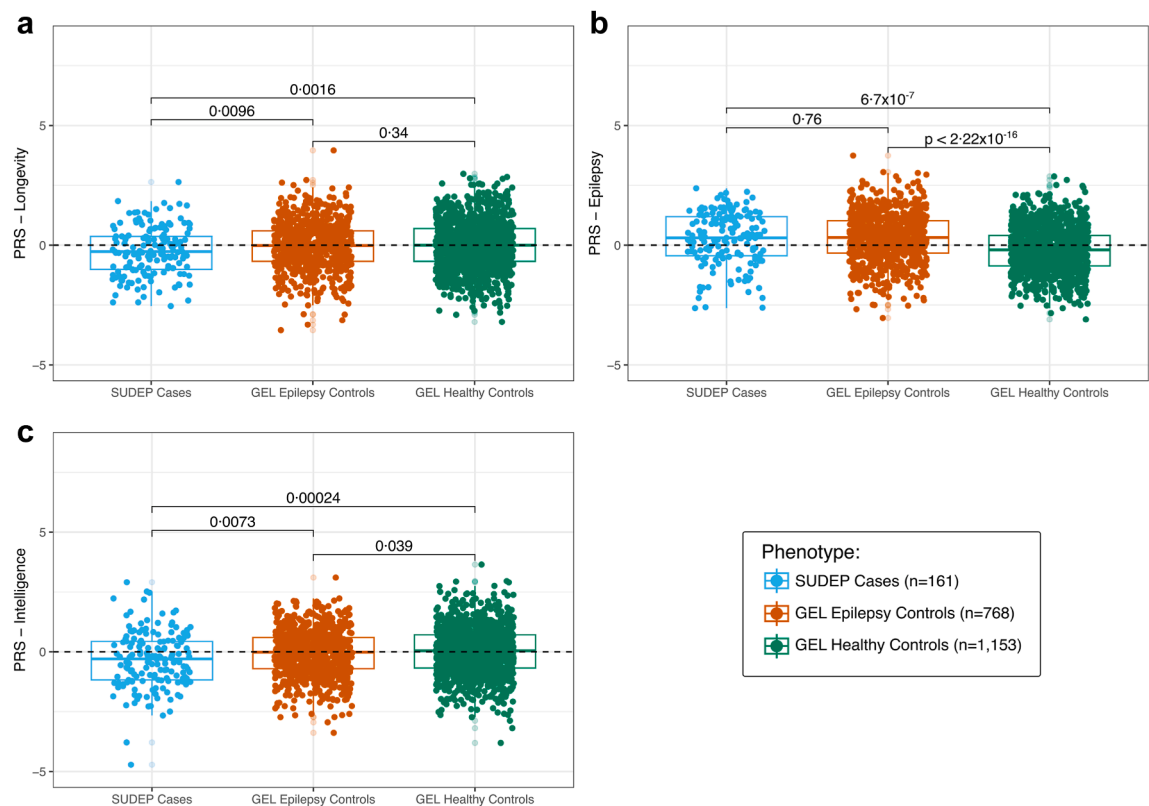 a
PRS – Longevity
0·0016
0·0096
0·34
5
0
−5
SUDEP Cases
GEL Epilepsy Controls
GEL Healthy Controls
b
PRS – Epilepsy
6·7x10⁻⁷
0·76
p < 2·22x10⁻¹⁶
5
0
−5
SUDEP Cases
GEL Epilepsy Controls
GEL Healthy Controls
c
PRS – Intelligence
0·00024
0·0073
0·039
5
0
−5
SUDEP Cases
GEL Epilepsy Controls
GEL Healthy Controls
Phenotype:
SUDEP Cases (n=161)
GEL Epilepsy Controls (n=768)
GEL Healthy Controls (n=1,153)